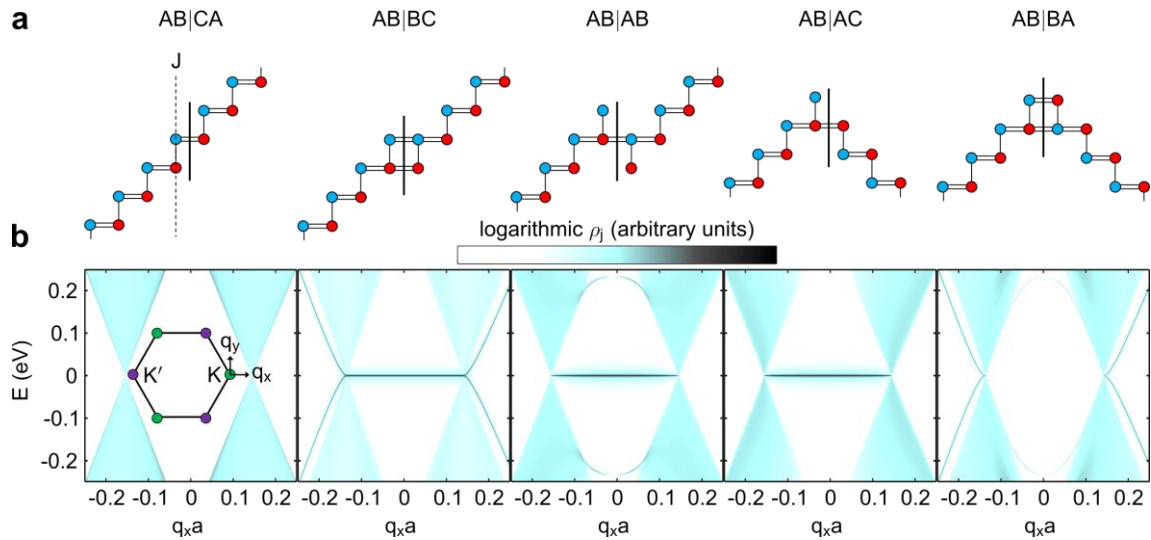 a
AB|CA AB|BC AB|AB AB|AC AB|BA
J
b
logarithmic ρj (arbitrary units)
E (eV)
0.2
0.1
0
-0.1
-0.2
qy
K′ K qx
-0.2 -0.1 0 0.1 0.2 -0.2 -0.1 0 0.1 0.2 -0.2 -0.1 0 0.1 0.2 -0.2 -0.1 0 0.1 0.2 -0.2 -0.1 0 0.1 0.2
qxa qxa qxa qxa qxa